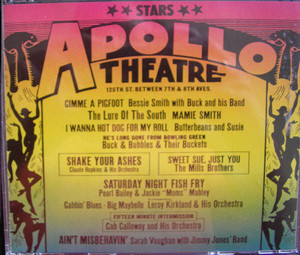 ★ STARS ★
APOLLO
THEATRE
125TH ST. BETWEEN 7TH & 8TH AVES.
GIMME A PIGFOOT Bessie Smith with Buck and his Band
The Lure Of The South MAMIE SMITH
I WANNA HOT DOG FOR MY ROLL Butterbeans and Susie
HE'S LONG GONE FROM BOWLING GREEN
Buck & Bubbles & Their Buckets
SHAKE YOUR ASHES
Claude Hopkins & His Orchestra
SWEET SUE, JUST YOU
The Mills Brothers
SATURDAY NIGHT FISH FRY
Pearl Bailey & Jackie "Moms" Mabley
Gabbin' Blues - Big Maybelle - Leroy Kirkland & His Orchestra
FIFTEEN MINUTE INTERMISSION
Cab Calloway and His Orchestra
AIN'T MISBEHAVIN' Sarah Vaughan with Jimmy Jones' Band